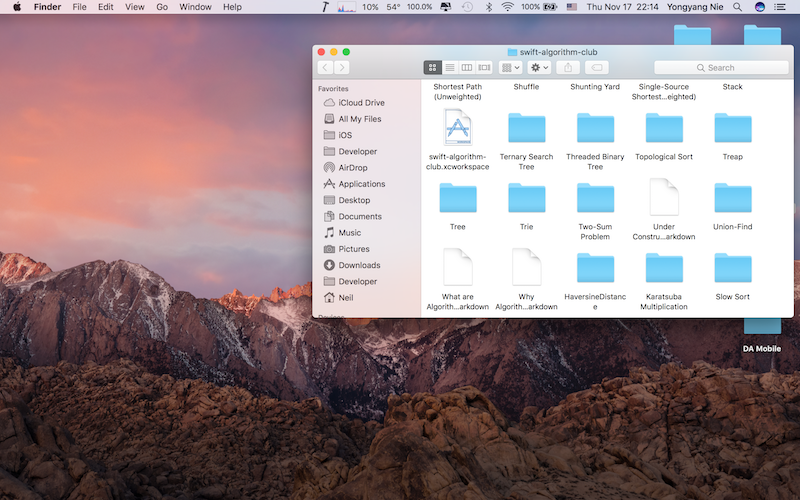 Finder File Edit View Go Window Help 10% 54° 100.0% 100% Thu Nov 17 22:14 Yongyang Nie
swift-algorithm-club
Search
Favorites
iCloud Drive
All My Files
iOS
Developer
AirDrop
Applications
Desktop
Documents
Music
Pictures
Downloads
Developer
Neil
Shortest Path
(Unweighted)
Shuffle
Shunting Yard
Single-Source
Shortest...eighted)
Stack
swift-algorithm-
club.xcworkspace
Ternary Search
Tree
Threaded Binary
Tree
Topological Sort
Treap
Tree
Trie
Two-Sum
Problem
Under
Constru...arkdown
Union-Find
What are
Algorith...arkdown
Why
Algorith...arkdown
HaversineDistanc
e
Karatsuba
Multiplication
Slow Sort
DA Mobile